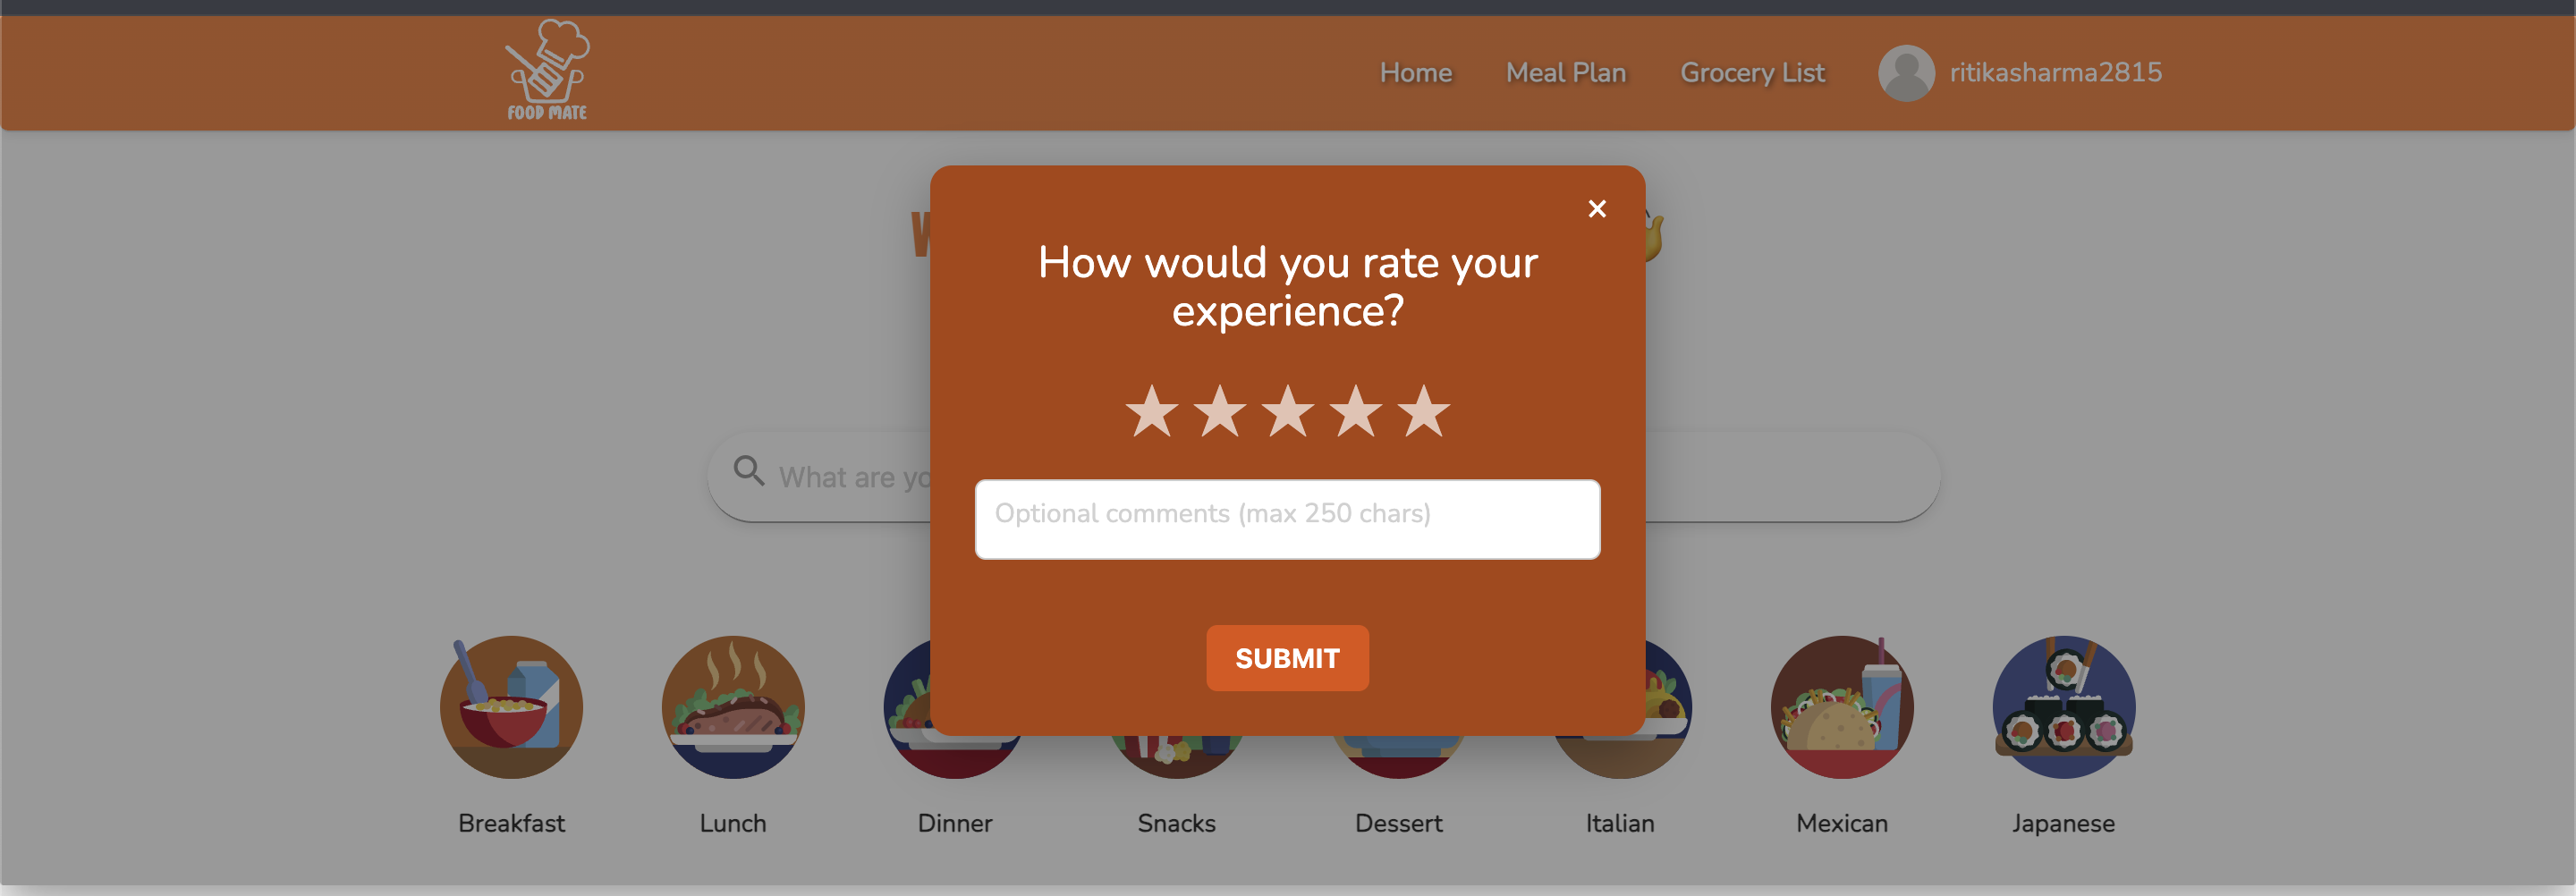 FOOD MATE
Home
Meal Plan
Grocery List
ritikasharma2815
×
How would you rate your
experience?
What are
Optional comments (max 250 chars)
SUBMIT
Breakfast
Lunch
Dinner
Snacks
Dessert
Italian
Mexican
Japanese